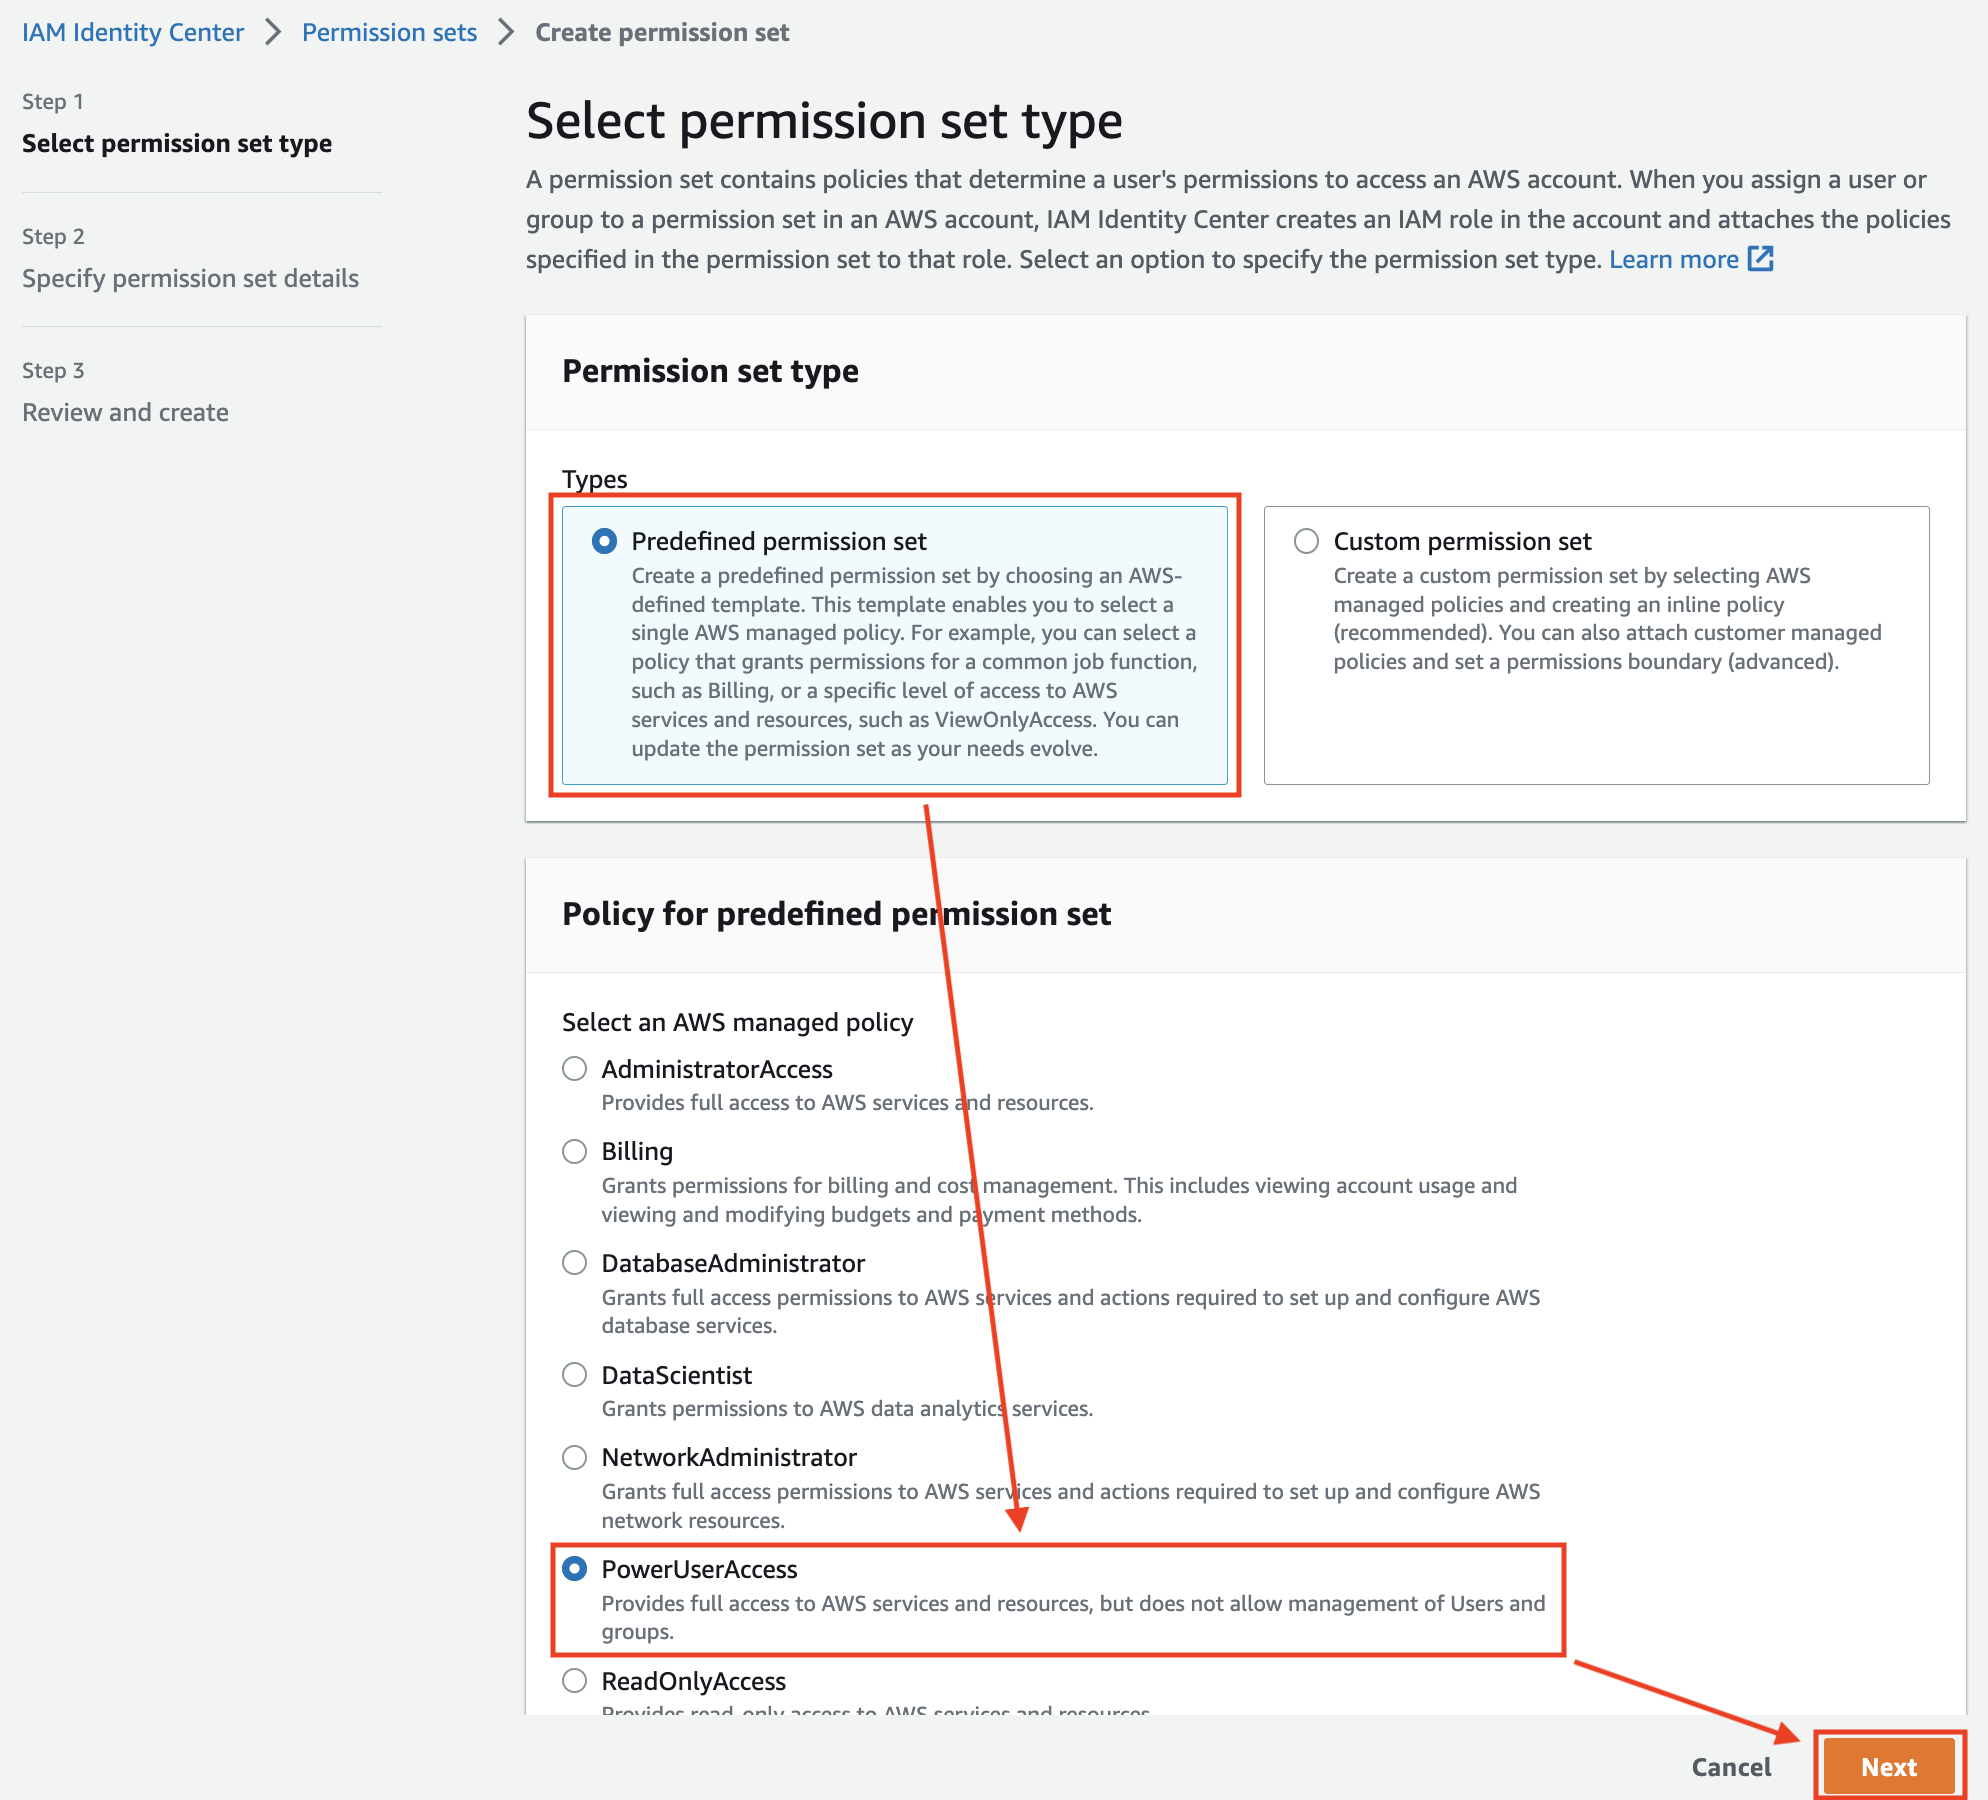 IAM Identity Center > Permission sets > Create permission set
Step 1
Select permission set type
Step 2
Specify permission set details
Step 3
Review and create
Select permission set type
A permission set contains policies that determine a user's permissions to access an AWS account. When you assign a user or
group to a permission set in an AWS account, IAM Identity Center creates an IAM role in the account and attaches the policies
specified in the permission set to that role. Select an option to specify the permission set type. Learn more
Permission set type
Types
Predefined permission set
Create a predefined permission set by choosing an AWS-
defined template. This template enables you to select a
single AWS managed policy. For example, you can select a
policy that grants permissions for a common job function,
such as Billing, or a specific level of access to AWS
services and resources, such as ViewOnlyAccess. You can
update the permission set as your needs evolve.
Custom permission set
Create a custom permission set by selecting AWS
managed policies and creating an inline policy
(recommended). You can also attach customer managed
policies and set a permissions boundary (advanced).
Policy for predefined permission set
Select an AWS managed policy
AdministratorAccess
Provides full access to AWS services and resources.
Billing
Grants permissions for billing and cost management. This includes viewing account usage and
viewing and modifying budgets and payment methods.
DatabaseAdministrator
Grants full access permissions to AWS services and actions required to set up and configure AWS
database services.
DataScientist
Grants permissions to AWS data analytics services.
NetworkAdministrator
Grants full access permissions to AWS services and actions required to set up and configure AWS
network resources.
PowerUserAccess
Provides full access to AWS services and resources, but does not allow management of Users and
groups.
ReadOnlyAccess
Provides read-only access to AWS services and resources.
Cancel
Next